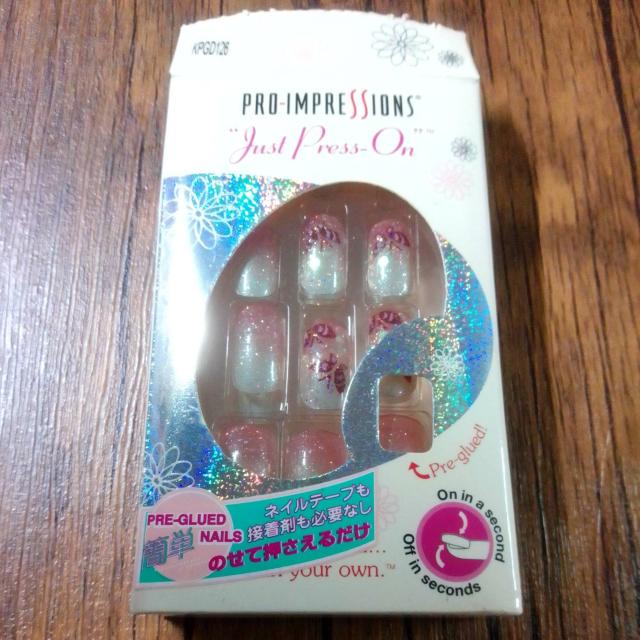 KPGD126
PRO-IMPRESSIONS®
"Just Press-On"™
Pre-glued!
On in a second
Off in seconds
PRE-GLUED
NAILS
簡単
ネイルテープも
接着剤も必要なし
のせて押さえるだけ
your own.™